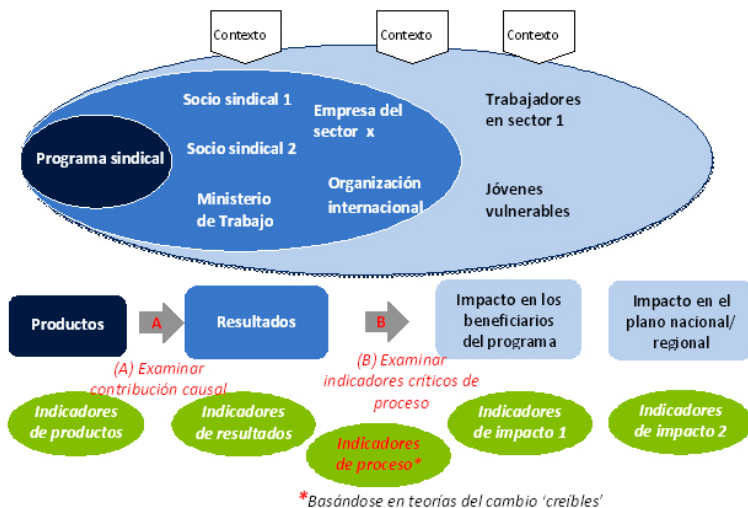 Contexto
Contexto
Contexto
Programa sindical
Socio sindical 1
Socio sindical 2
Ministerio
de Trabajo
Empresa del
sector x
Organización
internacional
Trabajadores
en sector 1
Jóvenes
vulnerables
Productos
A
Resultados
B
Impacto en los
beneficiarios
del programa
Impacto en el
plano nacional/
regional
(A) Examinar
contribución causal
(B) Examinar
indicadores críticos de
proceso
Indicadores
de productos
Indicadores
de resultados
Indicadores
de proceso*
Indicadores
de impacto 1
Indicadores
de impacto 2
*Basándose en teorías del cambio ‘creíbles’